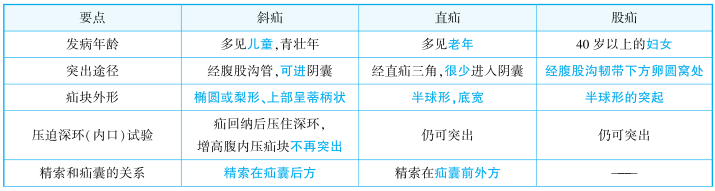 要点 斜疝 直疝 股疝
发病年龄 多见儿童,青壮年 多见老年 40 岁以上的妇女
突出途径 经腹股沟管,可进阴囊 经直疝三角,很少进入阴囊 经腹股沟韧带下方卵圆窝处
疝块外形 椭圆或梨形、上部呈蒂柄状 半球形,底宽 半球形的突起
压迫深环(内口)试验 疝回纳后压住深环, 仍可突出 仍可突出
增高腹内压疝块不再突出
精索和疝囊的关系 精索在疝囊后方 精索在疝囊前外方 ——